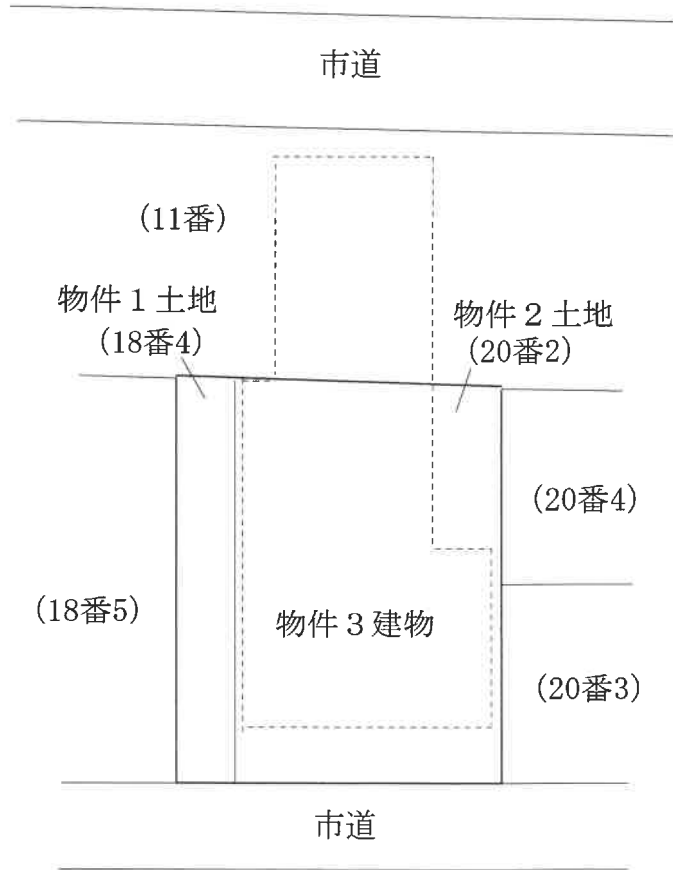 市道
(11番)
物件1土地
(18番4)
物件2土地
(20番2)
(20番4)
(18番5)
物件3建物
(20番3)
市道